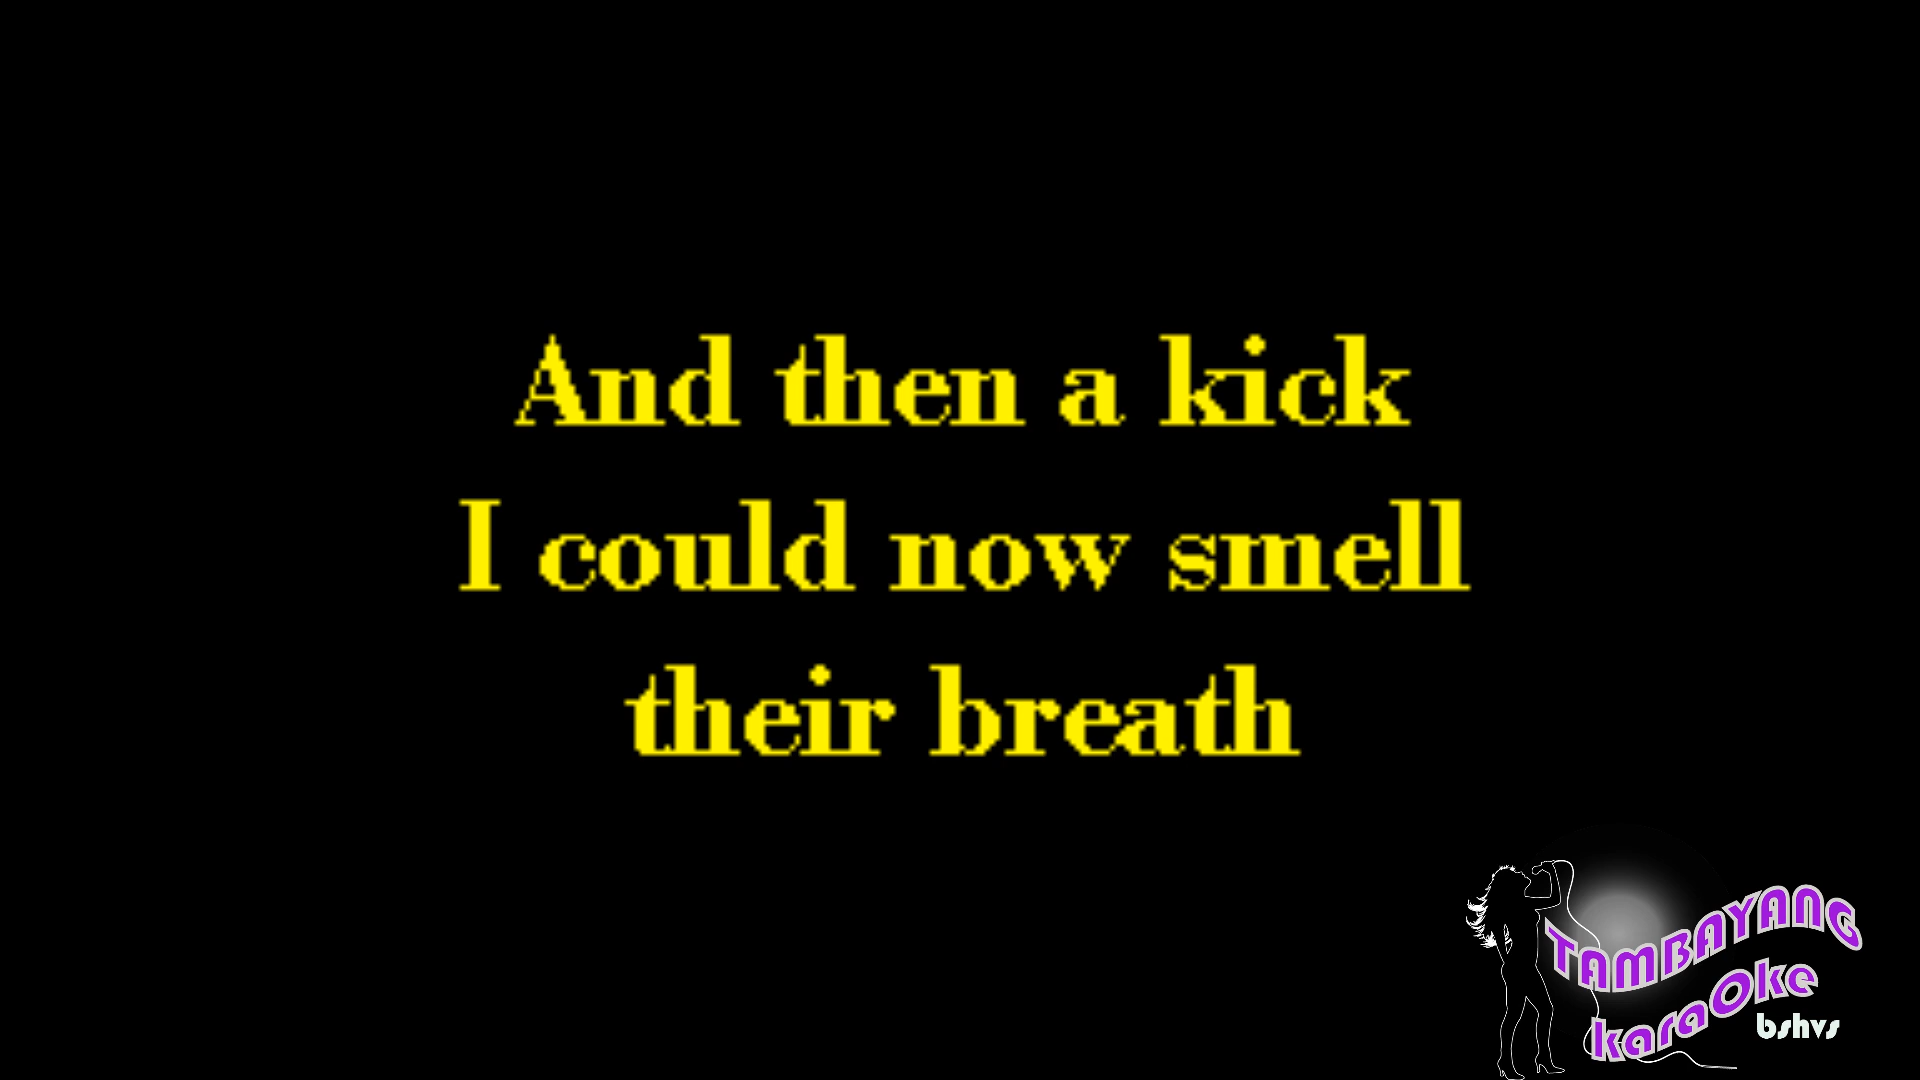 And then a kick
I could now smell
their breath
TAMBAYANG
karaOke
bshvs